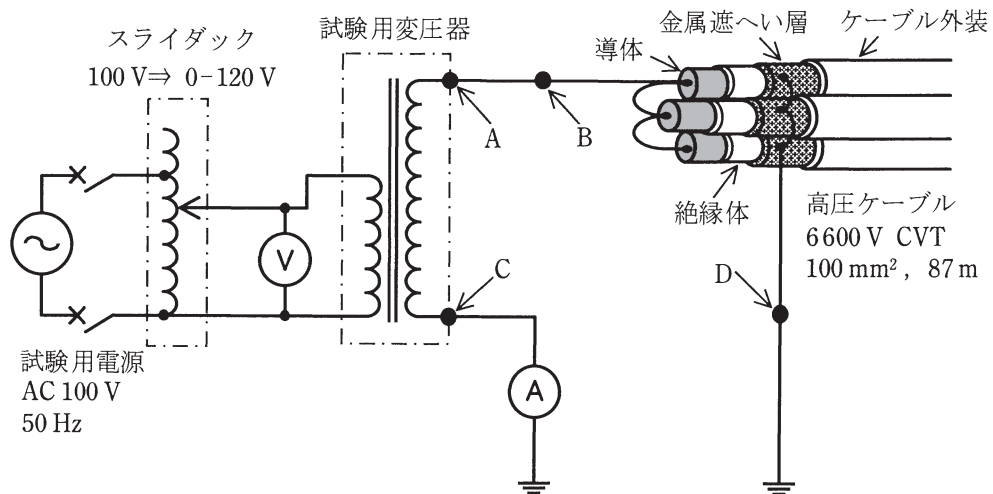 スライダック
100 V⇒ 0-120 V
試験用変圧器
金属遮へい層
ケーブル外装
導体
A
B
絶縁体
高圧ケーブル
6 600 V CVT
100 mm², 87 m
V
C
D
A
試験用電源
AC 100 V
50 Hz